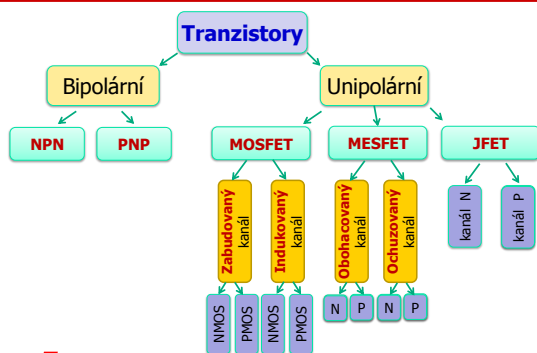 Tranzistory
Bipolární
Unipolární
NPN
PNP
MOSFET
MESFET
JFET
Zabudovaný
kanál
Indukovaný
kanál
Obohacovaný
kanál
Ochuzovaný
kanál
kanál N
kanál P
NMOS
PMOS
NMOS
PMOS
N
P
N
P